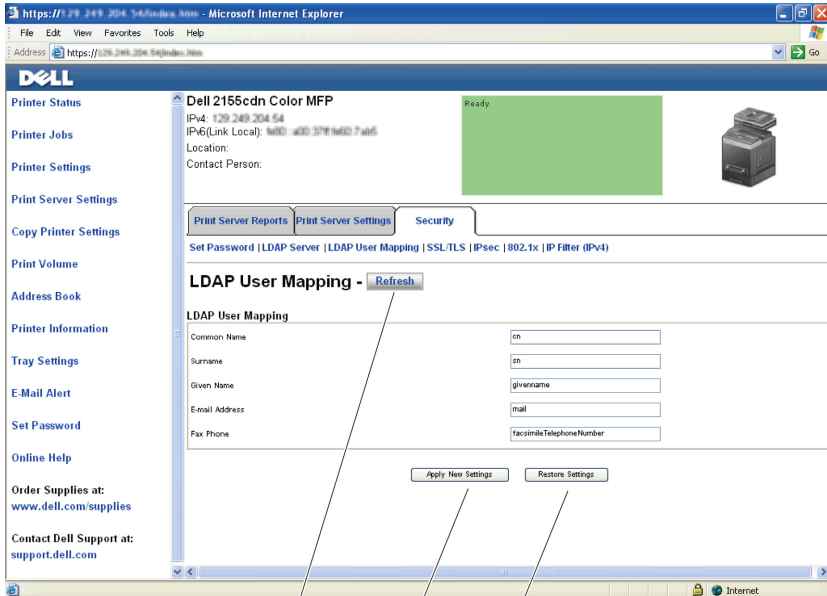 https:// - Microsoft Internet Explorer
File Edit View Favorites Tools Help
Address https:// Go
DELL
Printer Status
Printer Jobs
Printer Settings
Print Server Settings
Copy Printer Settings
Print Volume
Address Book
Printer Information
Tray Settings
E-Mail Alert
Set Password
Online Help
Order Supplies at:
www.dell.com/supplies
Contact Dell Support at:
support.dell.com
Dell 2155cdn Color MFP
IPv4: 129.249.204.54
IPv6(Link Local):
Location:
Contact Person:
Ready
Print Server Reports Print Server Settings Security
Set Password | LDAP Server | LDAP User Mapping | SSL/TLS | IPsec | 802.1x | IP Filter (IPv4)
LDAP User Mapping - Refresh
LDAP User Mapping
Common Name cn
Surname sn
Given Name givenname
E-mail Address mail
Fax Phone facsimileTelephoneNumber
Apply New Settings Restore Settings
Internet